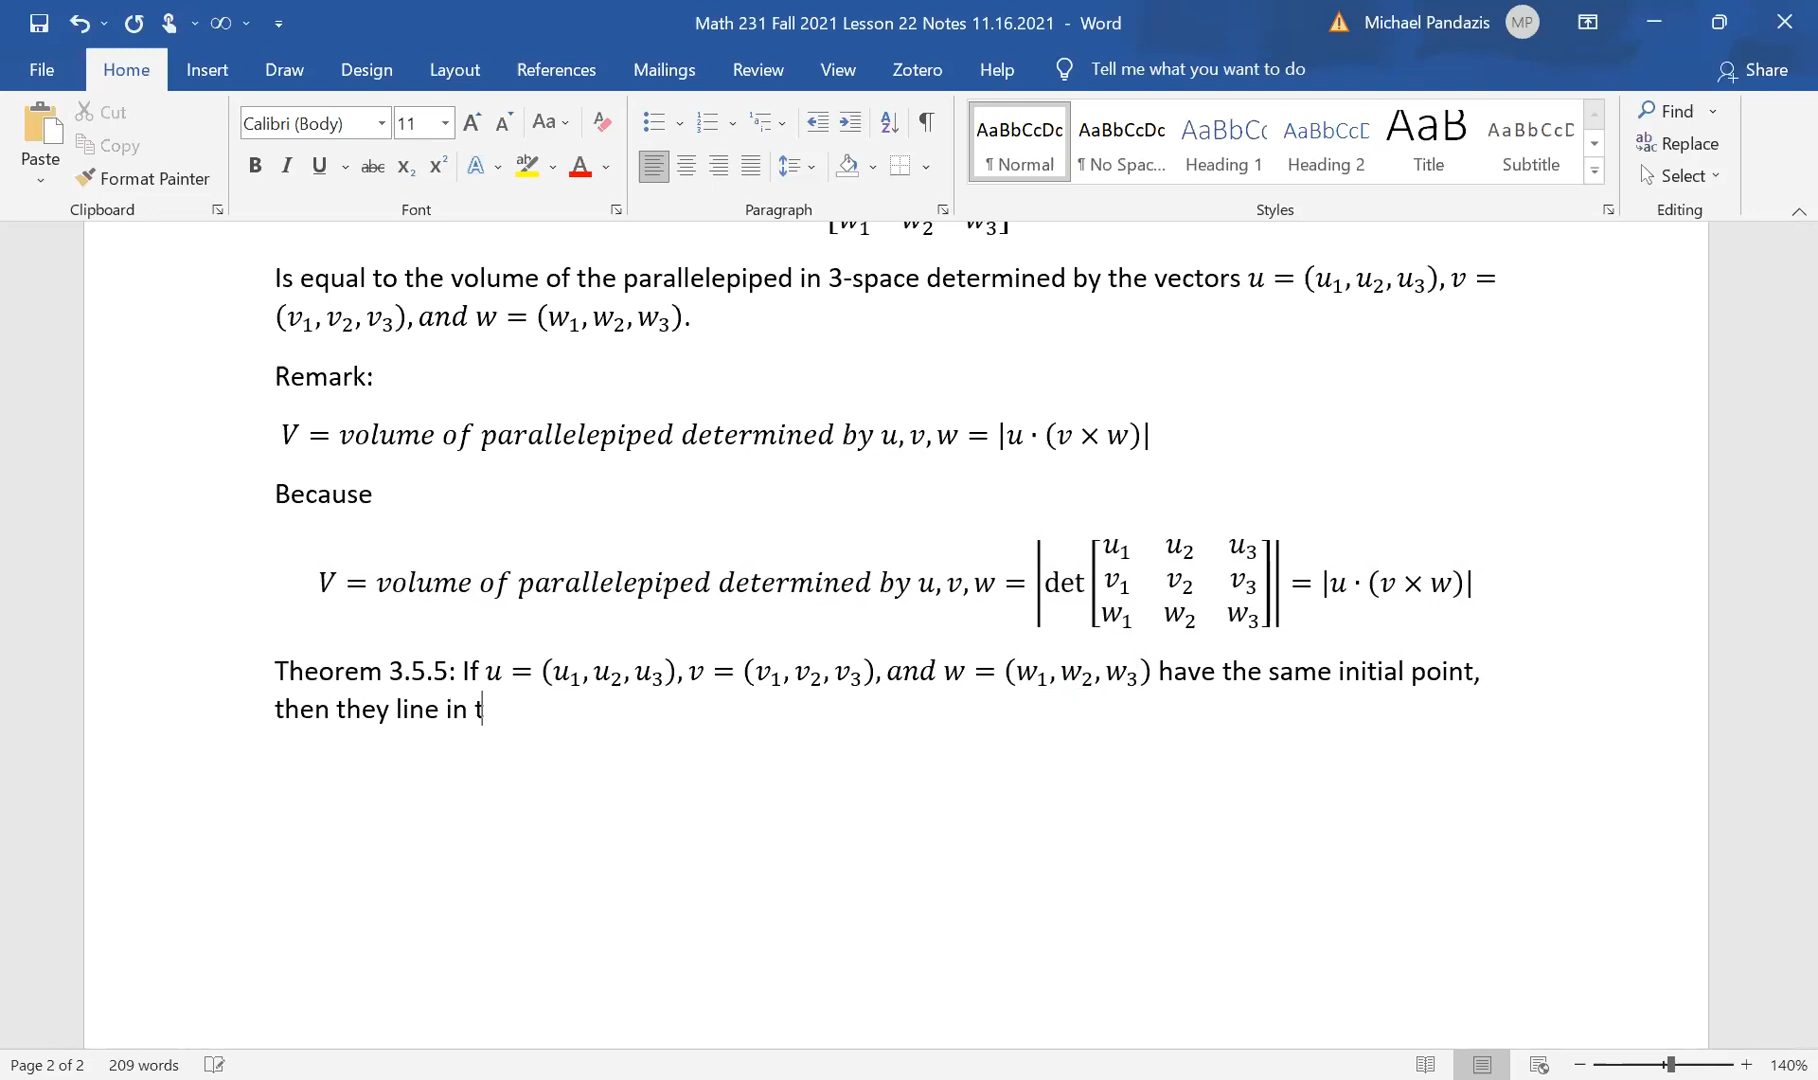 Math 231 Fall 2021 Lesson 22 Notes 11.16.2021 - Word
Michael Pandazis MP
File Home Insert Draw Design Layout References Mailings Review View Zotero Help Tell me what you want to do Share
Paste Cut Copy Format Painter
Calibri (Body) 11
AaBbCcDc AaBbCcDc AaBbCc AaBbCcD AaB AaBbCcD
¶ Normal ¶ No Spac... Heading 1 Heading 2 Title Subtitle
Find Replace Select
Clipboard Font Paragraph Styles Editing
[w₁ w₂ w₃]
Is equal to the volume of the parallelepiped in 3-space determined by the vectors u = (u₁, u₂, u₃), v =
(v₁, v₂, v₃), and w = (w₁, w₂, w₃).
Remark:
V = volume of parallelepiped determined by u, v, w = |u · (v × w)|
Because
V = volume of parallelepiped determined by u, v, w = |det [u₁ u₂ u₃ v₁ v₂ v₃ w₁ w₂ w₃]| = |u · (v × w)|
Theorem 3.5.5: If u = (u₁, u₂, u₃), v = (v₁, v₂, v₃), and w = (w₁, w₂, w₃) have the same initial point,
then they line in t
Page 2 of 2 209 words 140%